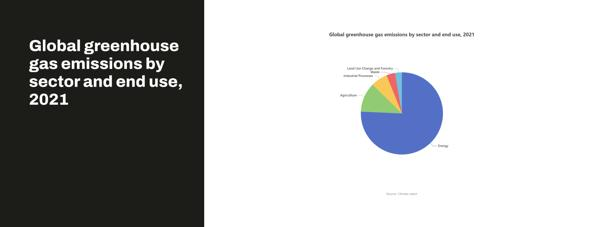 Global greenhouse
gas emissions by
sector and end use,
2021
Global greenhouse gas emissions by sector and end use, 2021
Land Use Change and Forestry
Waste
Industrial Processes
Agriculture
Energy
Source: Climate watch